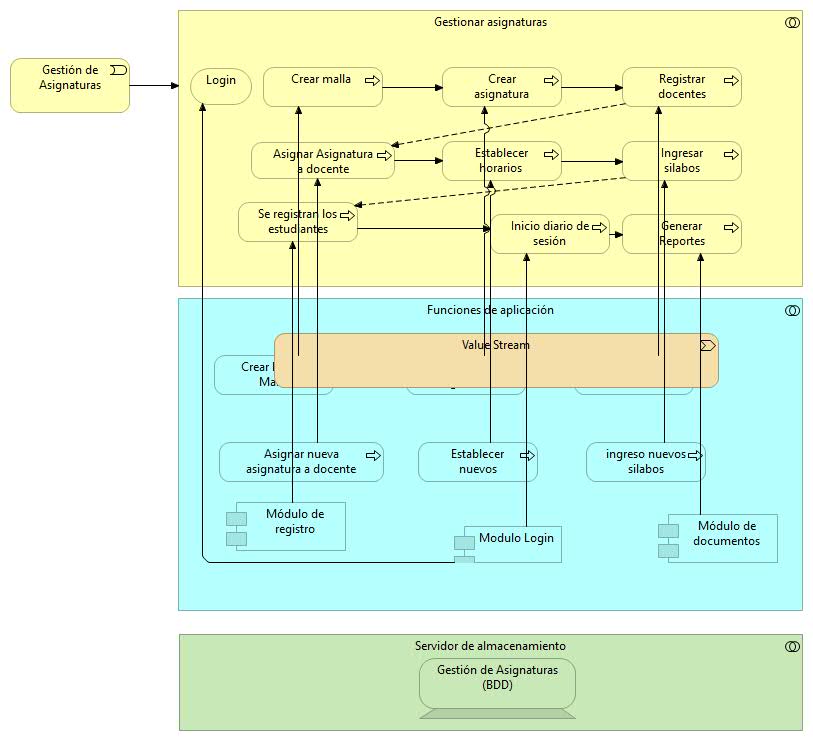 Gestionar asignaturas
Gestión de
Asignaturas
Login
Crear malla
Crear
asignatura
Registrar
docentes
Asignar Asignatura
a docente
Establecer
horarios
Ingresar
silabos
Se registran los
estudiantes
Inicio diario de
sesión
Generar
Reportes
Funciones de aplicación
Value Stream
Crear
Asignar nueva
asignatura a docente
Establecer
nuevos
ingreso nuevos
silabos
Módulo de
registro
Modulo Login
Módulo de
documentos
Servidor de almacenamiento
Gestión de Asignaturas
(BDD)